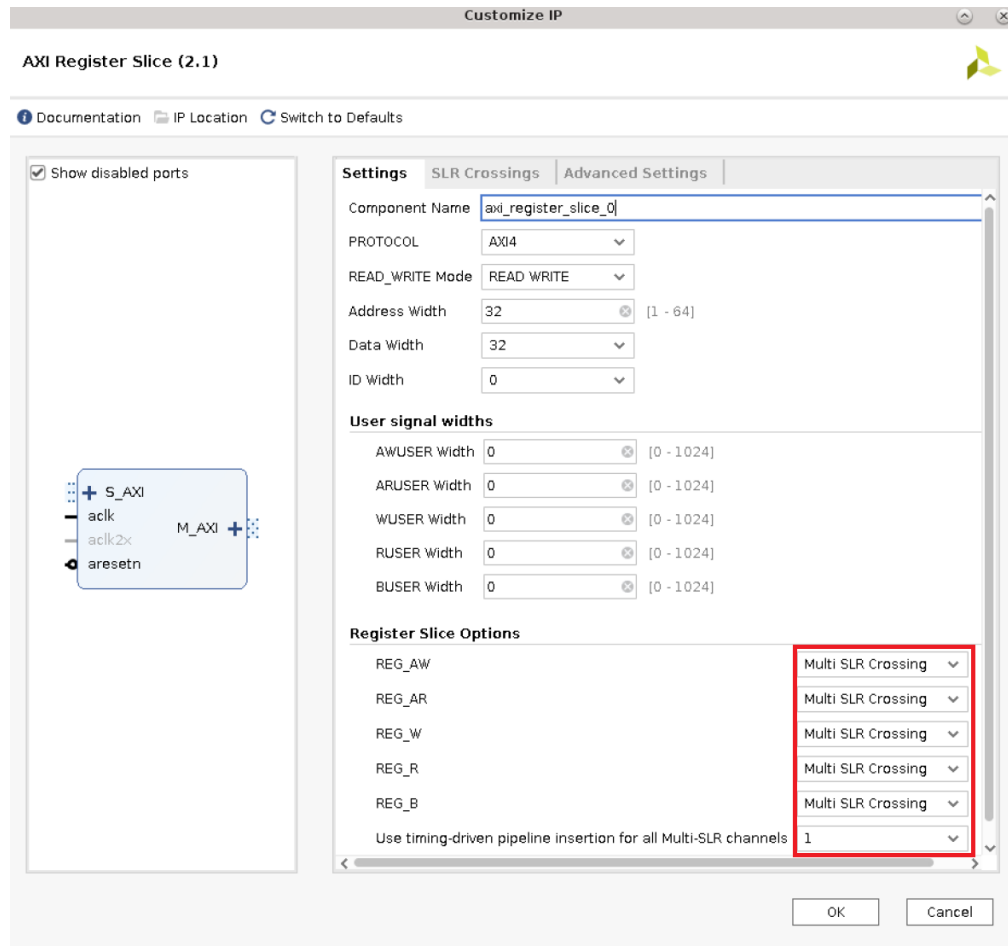 Customize IP
AXI Register Slice (2.1)
Documentation IP Location Switch to Defaults
Show disabled ports
S_AXI
aclk
aclk2x
aresetn
M_AXI
Settings SLR Crossings Advanced Settings
Component Name axi_register_slice_0
PROTOCOL AXI4
READ_WRITE Mode READ WRITE
Address Width 32 [1 - 64]
Data Width 32
ID Width 0
User signal widths
AWUSER Width 0 [0 - 1024]
ARUSER Width 0 [0 - 1024]
WUSER Width 0 [0 - 1024]
RUSER Width 0 [0 - 1024]
BUSER Width 0 [0 - 1024]
Register Slice Options
REG_AW Multi SLR Crossing
REG_AR Multi SLR Crossing
REG_W Multi SLR Crossing
REG_R Multi SLR Crossing
REG_B Multi SLR Crossing
Use timing-driven pipeline insertion for all Multi-SLR channels 1
OK Cancel